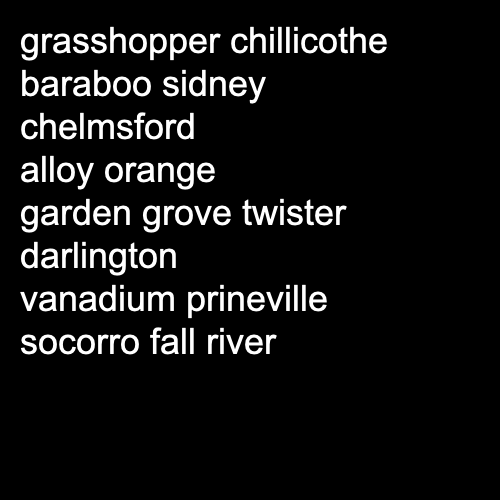 grasshopper chillicothe
baraboo sidney
chelmsford
alloy orange
garden grove twister
darlington
vanadium prineville
socorro fall river